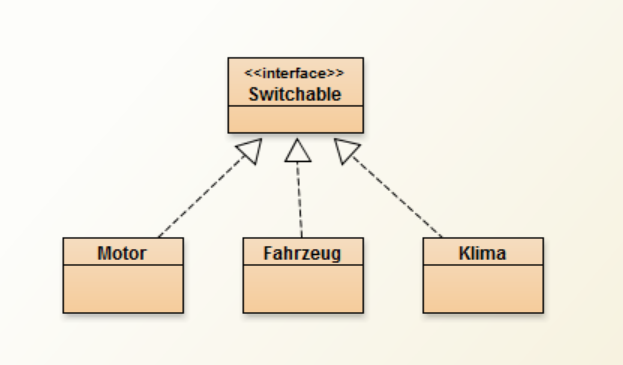 <<interface>>
Switchable
Motor
Fahrzeug
Klima